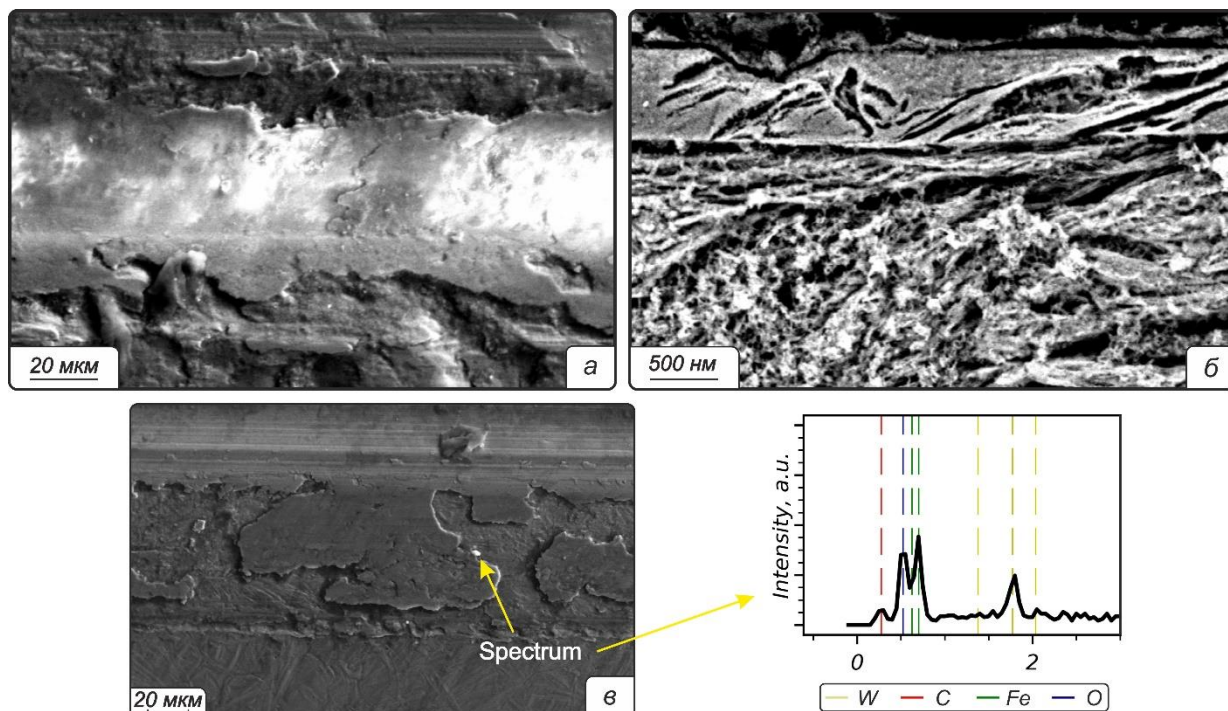 20 мкм
а
500 нм
б
Spectrum
20 мкм
в
Intensity, a.u.
0
2
W
C
Fe
O